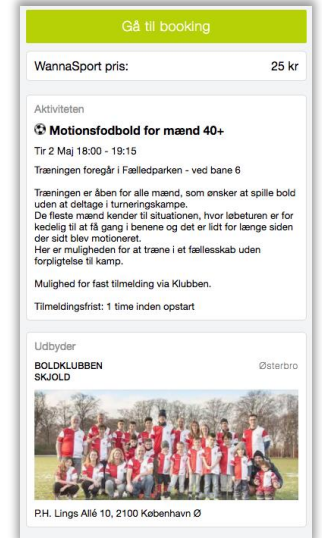 Gå til booking
WannaSport pris: 25 kr
Aktiviteten
Motionsfodbold for mænd 40+
Tir 2 Maj 18:00 - 19:15
Træningen foregår i Fælledparken - ved bane 6
Træningen er åben for alle mænd, som ønsker at spille bold
uden at deltage i turneringskampe.
De fleste mænd kender til situationen, hvor løbeturen er for
kedelig til at få gang i benene og det er lidt for længe siden
der sidt blev motioneret.
Her er muligheden for at træne i et fællesskab uden
forpligtelse til kamp.
Mulighed for fast tilmelding via Klubben.
Tilmeldingsfrist: 1 time inden opstart
Udbyder
BOLDKLUBBEN Østerbro
SKJOLD
P.H. Lings Allé 10, 2100 København Ø